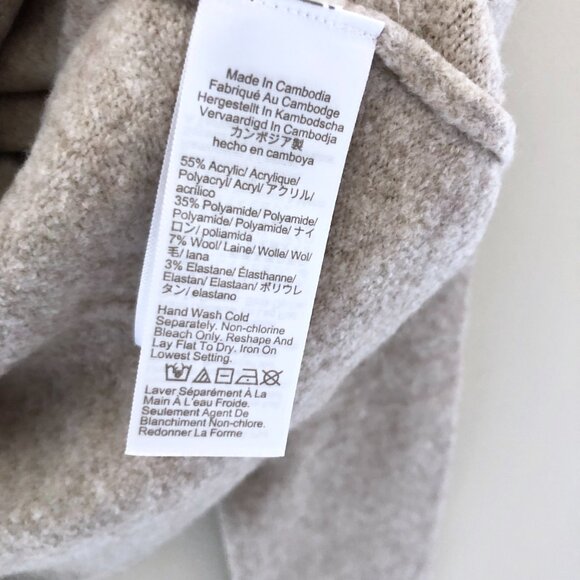 Made In Cambodia
Fabriqué Au Cambodge
Hergestellt In Kambodscha
Vervaardigd In Cambodja
カンボジア製
hecho en camboya
55% Acrylic/ Acrylique/
Polyacryl/ Acryl/ アクリル/
acrílico
35% Polyamide/ Polyamide/
Polyamide/ Polyamide/ ナイ
ロン/ poliamida
7% Wool/ Laine/ Wolle/ Wol/
毛/ lana
3% Elastane/ Élasthanne/
Elastan/ Elastaan/ ポリウレ
タン/ elastano
Hand Wash Cold
Separately. Non-chlorine
Bleach Only. Reshape And
Lay Flat To Dry. Iron On
Lowest Setting.
Laver Séparément À La
Main À L'eau Froide.
Seulement Agent De
Blanchiment Non-chlore.
Redonner La Forme